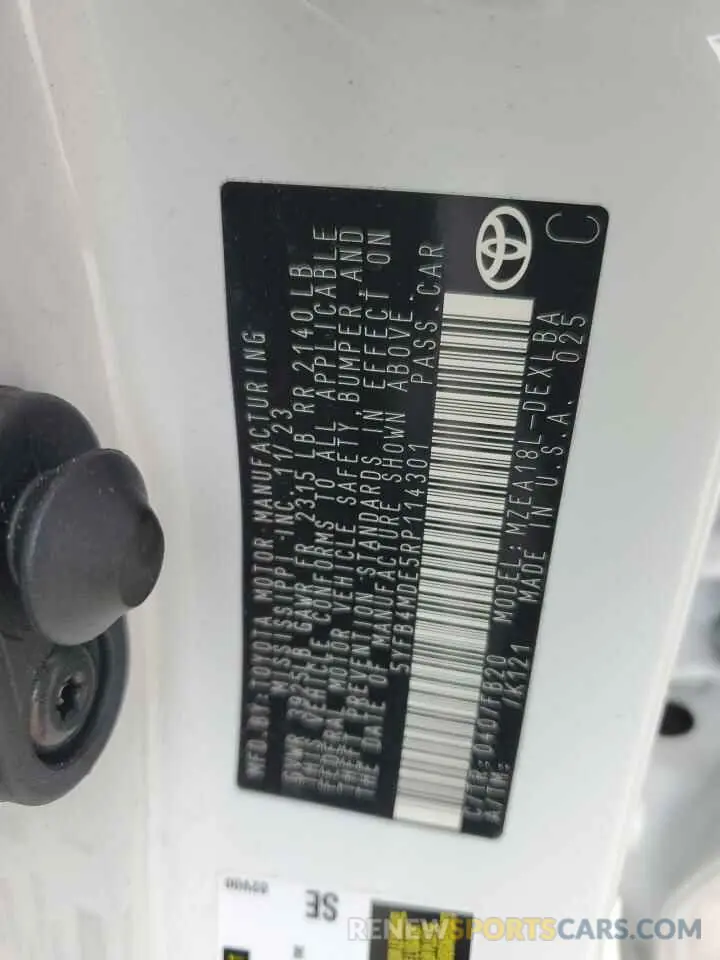 MFD.BY: TOYOTA MOTOR MANUFACTURING
MISSISSIPPI -INC. 11/23
GVWR 3925LB GAWR FR 2315 LB RR 2140LB
THIS VEHICLE CONFORMS TO ALL APPLICABLE
FEDERAL MOTOR VEHICLE SAFETY, BUMPER, AND
THEFT PREVENTION STANDARDS IN EFFECT ON
THE DATE OF MANUFACTURE SHOWN ABOVE.
5YFB4MDE5RP114301 PASS.CAR
C/TR: 040/FB20 MODEL: MZEA18L-DEXLBA
A/TM: /K121 MADE IN U.S.A. 025
C
SE
RENEWSPORTSCARS.COM